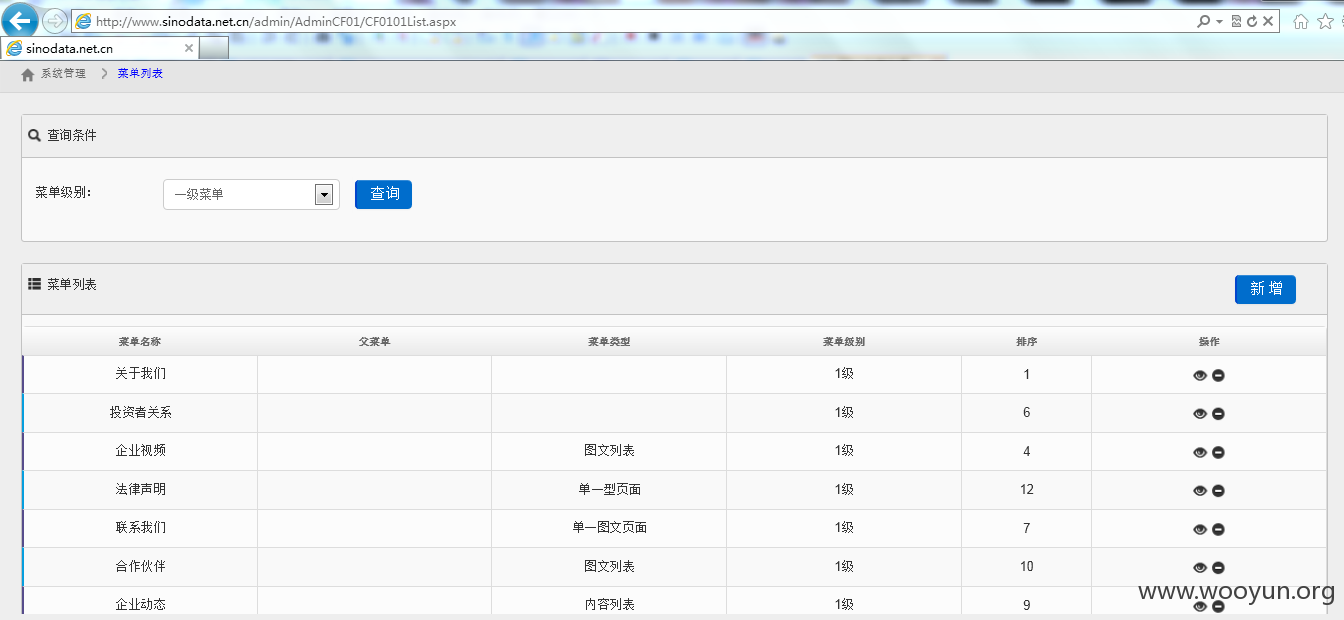 http://www.sinodata.net.cn/admin/AdminCF01/CF0101List.aspx
sinodata.net.cn
系统管理 菜单列表
查询条件
菜单级别： 一级菜单 查询
菜单列表 新 增
菜单名称 父菜单 菜单类型 菜单级别 排序 操作
关于我们 1级 1
投资者关系 1级 6
企业视频 图文列表 1级 4
法律声明 单一型页面 1级 12
联系我们 单一图文页面 1级 7
合作伙伴 图文列表 1级 10
企业动态 内容列表 1级 9
www.wooyun.org